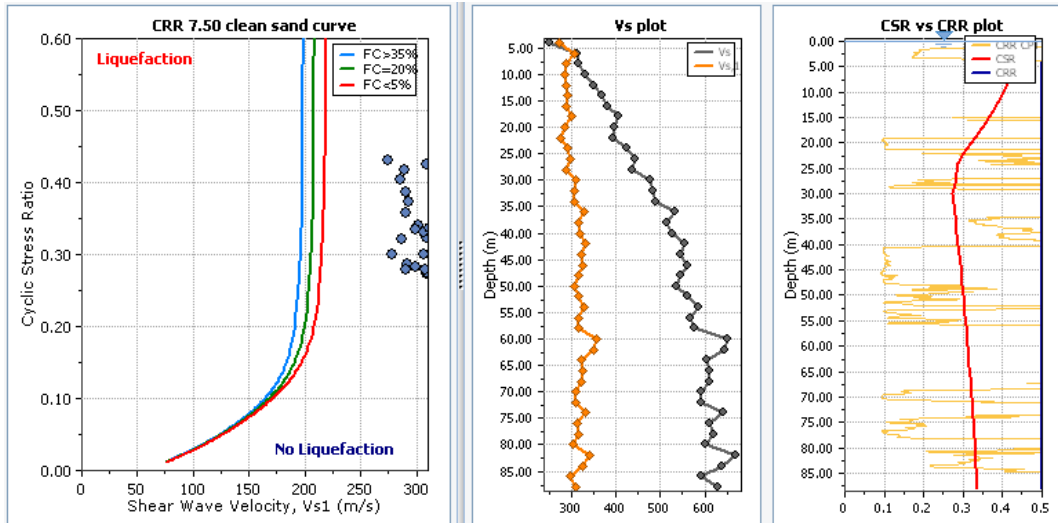 CRR 7.50 clean sand curve
0.60
0.50
0.40
0.30
0.20
0.10
0.00
Cyclic Stress Ratio
Liquefaction
FC>35%
FC=20%
FC<5%
No Liquefaction
0 50 100 150 200 250 300
Shear Wave Velocity, Vs1 (m/s)
Vs plot
Vs
Vs,1
5.00
10.00
15.00
20.00
25.00
30.00
35.00
40.00
45.00
50.00
55.00
60.00
65.00
70.00
75.00
80.00
85.00
Depth (m)
300 400 500 600
CSR vs CRR plot
CRR CP
CSR
CRR
0.00
5.00
10.00
15.00
20.00
25.00
30.00
35.00
40.00
45.00
50.00
55.00
60.00
65.00
70.00
75.00
80.00
85.00
Depth (m)
0 0.1 0.2 0.3 0.4 0.5